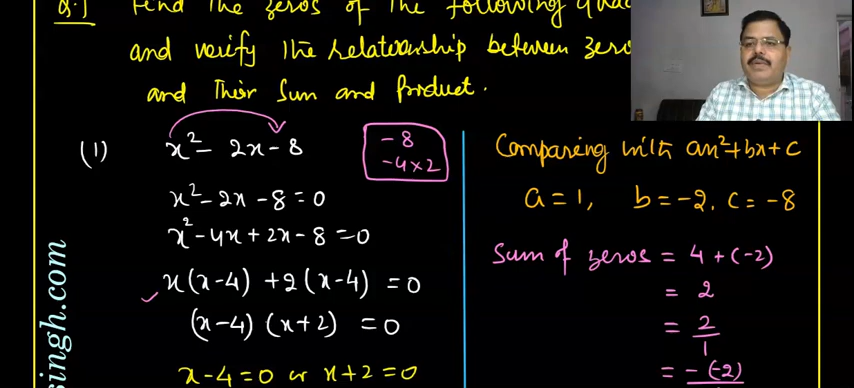 Q.1 Find The zeros of The following
and verify The relationship between zero
and Their Sum and Product.
(1) x² - 2x - 8
-8
-4×2
x² - 2x - 8 = 0
x² - 4x + 2x - 8 = 0
x(x-4) + 2(x-4) = 0
(x-4) (x+2) = 0
x-4 = 0 or x+2 = 0
Comparing with ax²+bx+c
a = 1, b = -2, c = -8
Sum of zeros = 4 + (-2)
= 2
= 2/1
= -(-2)
singh.com